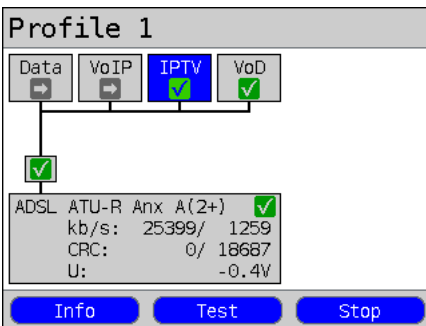 Profile 1
Data VoIP IPTV VoD
ADSL ATU-R Anx A(2+)
kb/s: 25399/ 1259
CRC: 0/ 18687
U: -0.4V
Info Test Stop